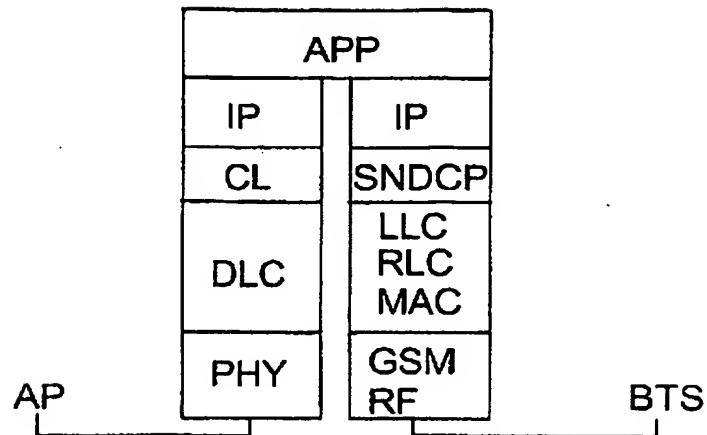 APP
IP IP
CL SNDCP
DLC LLC
RLC
MAC
PHY GSM
RF
AP BTS